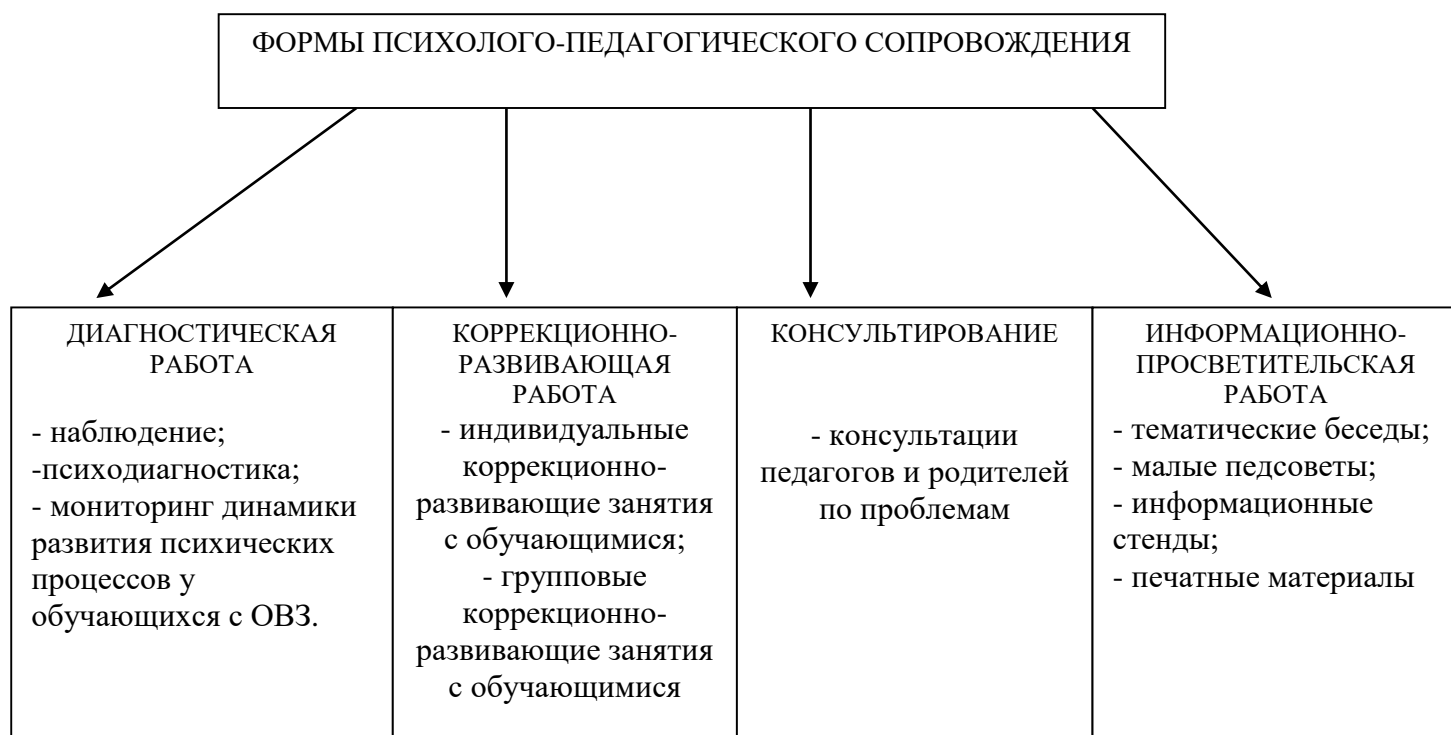 ФОРМЫ ПСИХОЛОГО-ПЕДАГОГИЧЕСКОГО СОПРОВОЖДЕНИЯ
ДИАГНОСТИЧЕСКАЯ
РАБОТА
- наблюдение;
-психодиагностика;
- мониторинг динамики
развития психических
процессов у
обучающихся с ОВЗ.
КОРРЕКЦИОННО-
РАЗВИВАЮЩАЯ
РАБОТА
- индивидуальные
коррекционно-
развивающие занятия
с обучающимися;
- групповые
коррекционно-
развивающие занятия
с обучающимися
КОНСУЛЬТИРОВАНИЕ
- консультации
педагогов и родителей
по проблемам
ИНФОРМАЦИОННО-
ПРОСВЕТИТЕЛЬСКАЯ
РАБОТА
- тематические беседы;
- малые педсоветы;
- информационные
стенды;
- печатные материалы